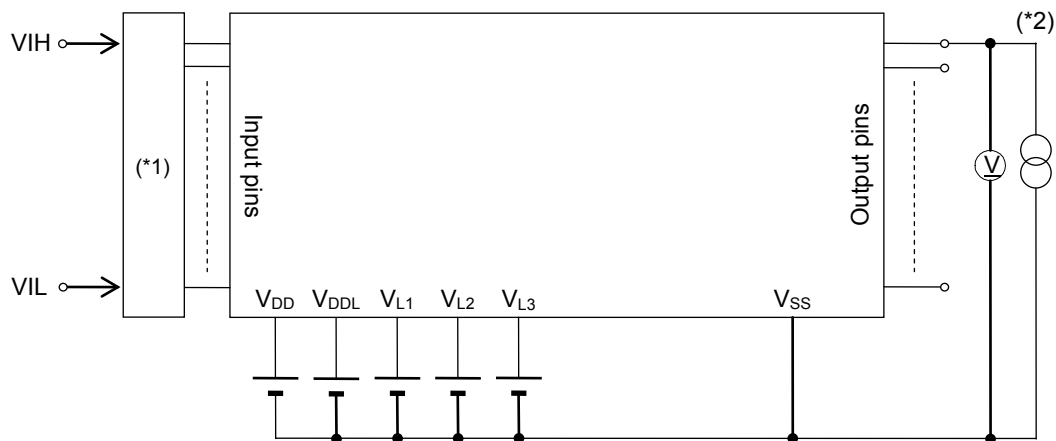 (*2)
VIH
(*1)
Input pins
Output pins
V
VIL
VDD VDDL VL1 VL2 VL3 VSS